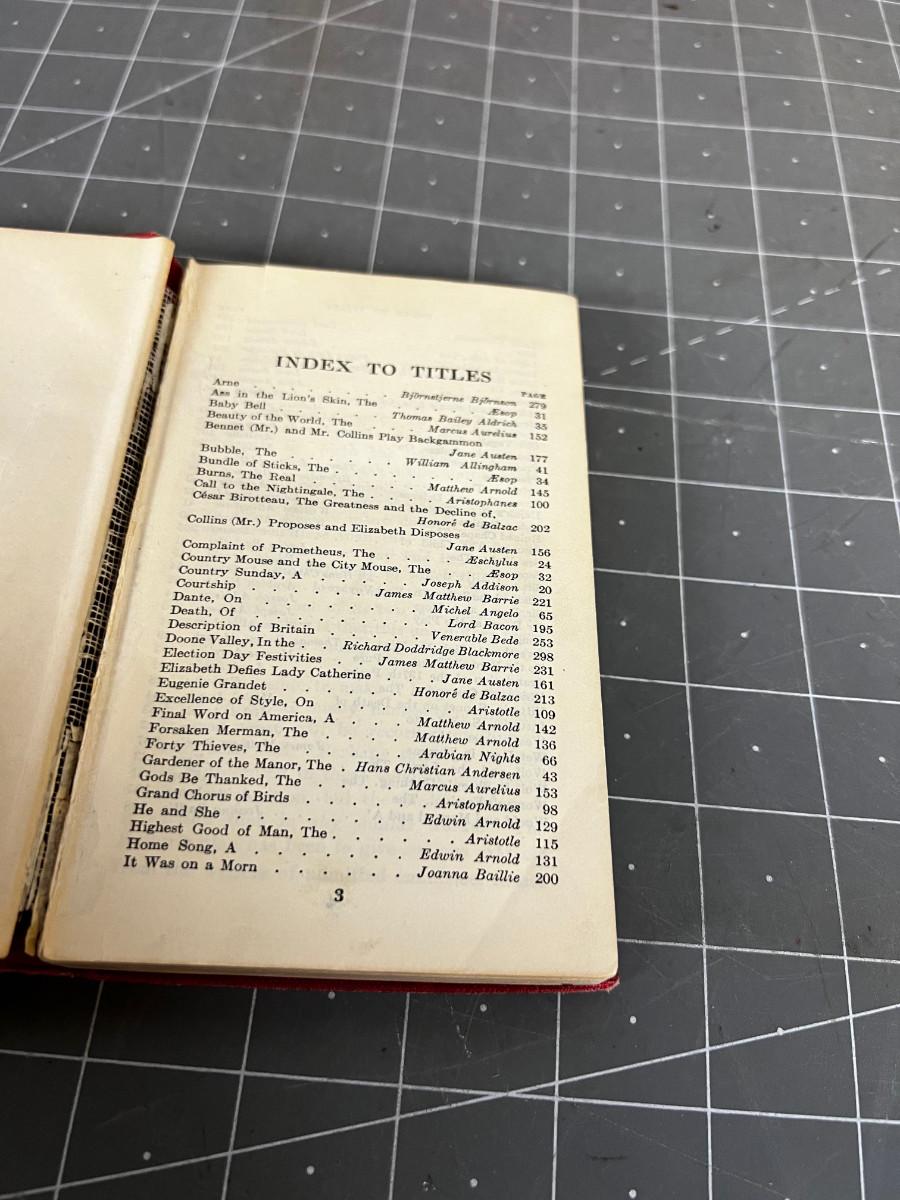 INDEX TO TITLES
PAGE
Arne . . . . . . . Björnstjerne Björnson 279
Ass in the Lion's Skin, The . . . . . Æsop 31
Baby Bell . . . . . . Thomas Bailey Aldrich 35
Beauty of the World, The . . . Marcus Aurelius 152
Bennet (Mr.) and Mr. Collins Play Backgammon
Jane Austen 177
Bubble, The . . . . . . William Allingham 41
Bundle of Sticks, The . . . . . . . Æsop 34
Burns, The Real . . . . . . Matthew Arnold 145
Call to the Nightingale, The . . . . Aristophanes 100
César Birotteau, The Greatness and the Decline of,
Honoré de Balzac 202
Collins (Mr.) Proposes and Elizabeth Disposes
Jane Austen 156
Complaint of Prometheus, The . . . . Æschylus 24
Country Mouse and the City Mouse, The . . Æsop 32
Country Sunday, A . . . . . Joseph Addison 20
Courtship . . . . . James Matthew Barrie 221
Dante, On . . . . . . . . Michel Angelo 65
Death, Of . . . . . . . . Lord Bacon 195
Description of Britain . . . . . Venerable Bede 253
Doone Valley, In the . . Richard Doddridge Blackmore 298
Election Day Festivities . . James Matthew Barrie 231
Elizabeth Defies Lady Catherine . . . Jane Austen 161
Eugenie Grandet . . . . . . Honoré de Balzac 213
Excellence of Style, On . . . . . . Aristotle 109
Final Word on America, A . . . Matthew Arnold 142
Forsaken Merman, The . . . . Matthew Arnold 136
Forty Thieves, The . . . . . Arabian Nights 66
Gardener of the Manor, The . Hans Christian Andersen 43
Gods Be Thanked, The . . . . Marcus Aurelius 153
Grand Chorus of Birds . . . . . . Aristophanes 98
He and She . . . . . . . . Edwin Arnold 129
Highest Good of Man, The . . . . . Aristotle 115
Home Song, A . . . . . . . Edwin Arnold 131
It Was on a Morn . . . . . . Joanna Baillie 200
3